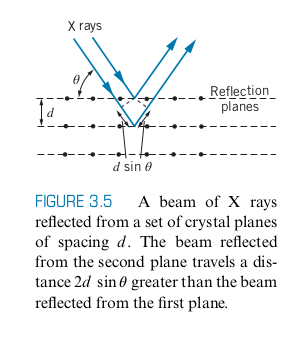 X rays
θ
Reflection
planes
d
d sin θ
FIGURE 3.5 A beam of X rays
reflected from a set of crystal planes
of spacing d. The beam reflected
from the second plane travels a dis-
tance 2d sin θ greater than the beam
reflected from the first plane.